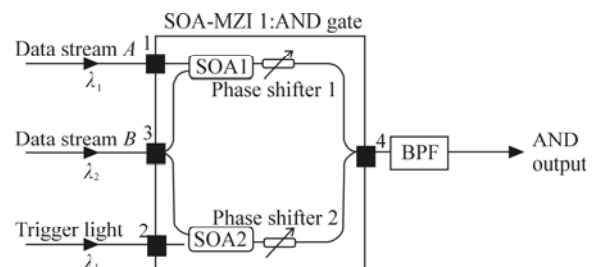 SOA-MZI 1:AND gate
Data stream A
λ1
1
SOA1
Phase shifter 1
Data stream B
λ2
3
4
BPF
AND
output
Trigger light
2
Phase shifter 2
SOA2